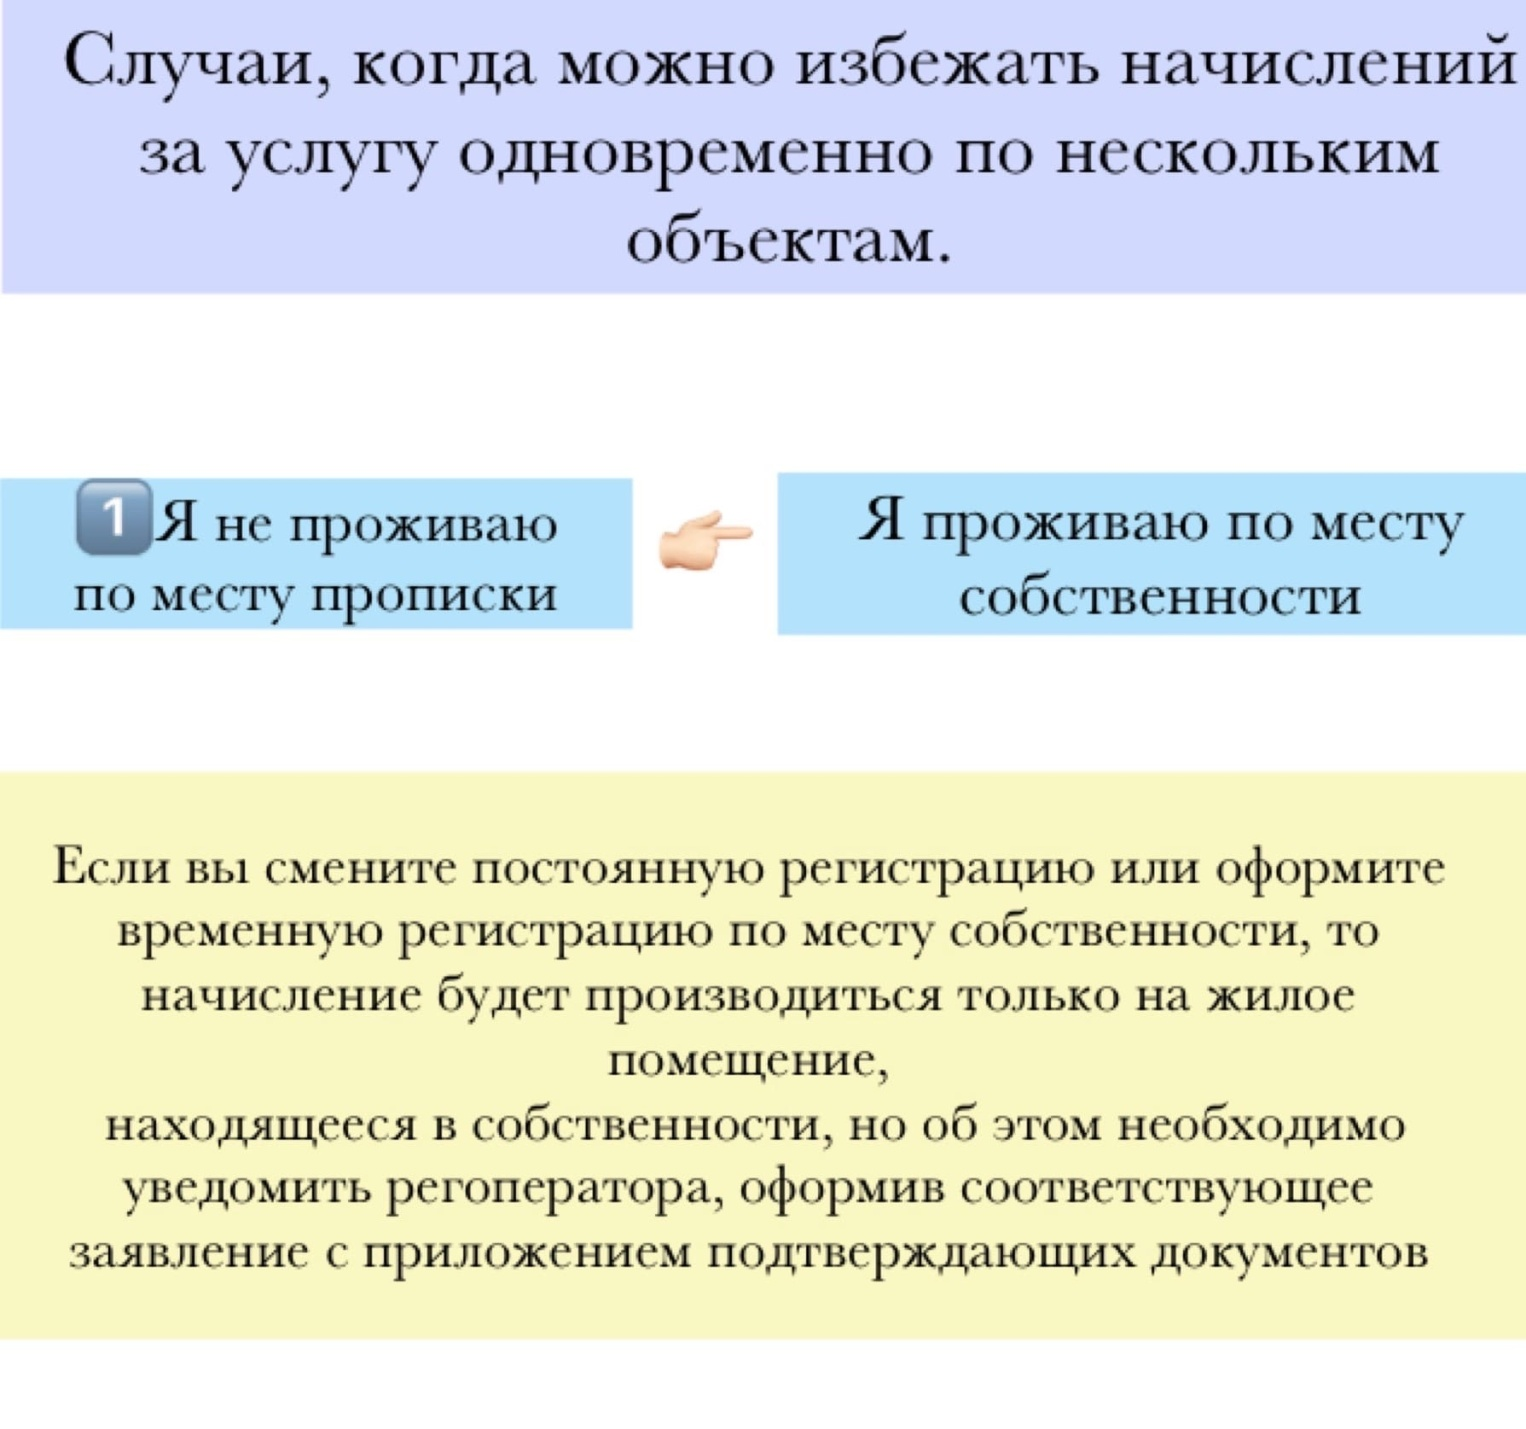 Случаи, когда можно избежать начислений
за услугу одновременно по нескольким
объектам.
1 Я не проживаю
по месту прописки
Я проживаю по месту
собственности
Если вы смените постоянную регистрацию или оформите
временную регистрацию по месту собственности, то
начисление будет производиться только на жилое
помещение,
находящееся в собственности, но об этом необходимо
уведомить регоператора, оформив соответствующее
заявление с приложением подтверждающих документов